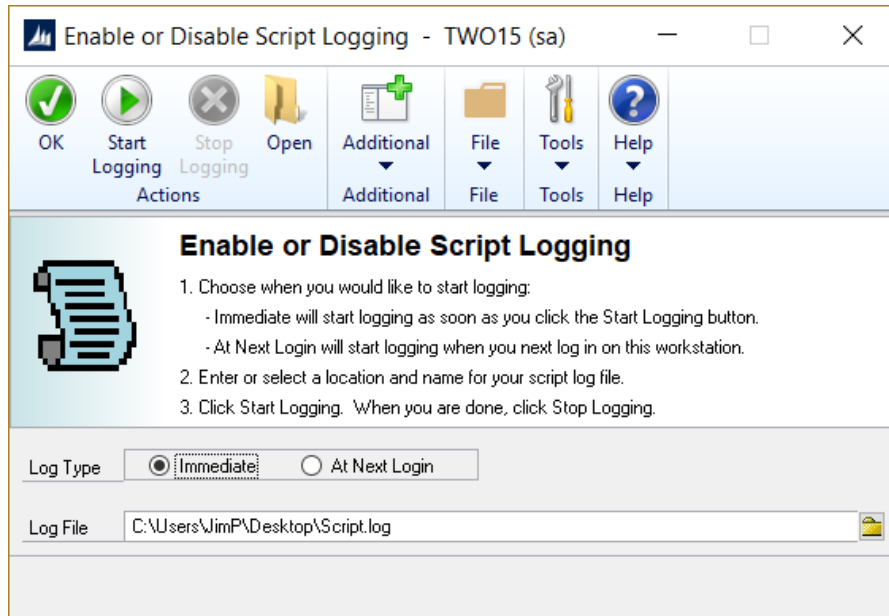 Enable or Disable Script Logging - TWO15 (sa)
OK
Start Logging
Stop Logging
Open
Additional
File
Tools
Help
Actions
Additional
File
Tools
Help
Enable or Disable Script Logging
1. Choose when you would like to start logging:
- Immediate will start logging as soon as you click the Start Logging button.
- At Next Login will start logging when you next log in on this workstation.
2. Enter or select a location and name for your script log file.
3. Click Start Logging.  When you are done, click Stop Logging.
Log Type Immediate At Next Login
Log File C:\Users\JimP\Desktop\Script.log